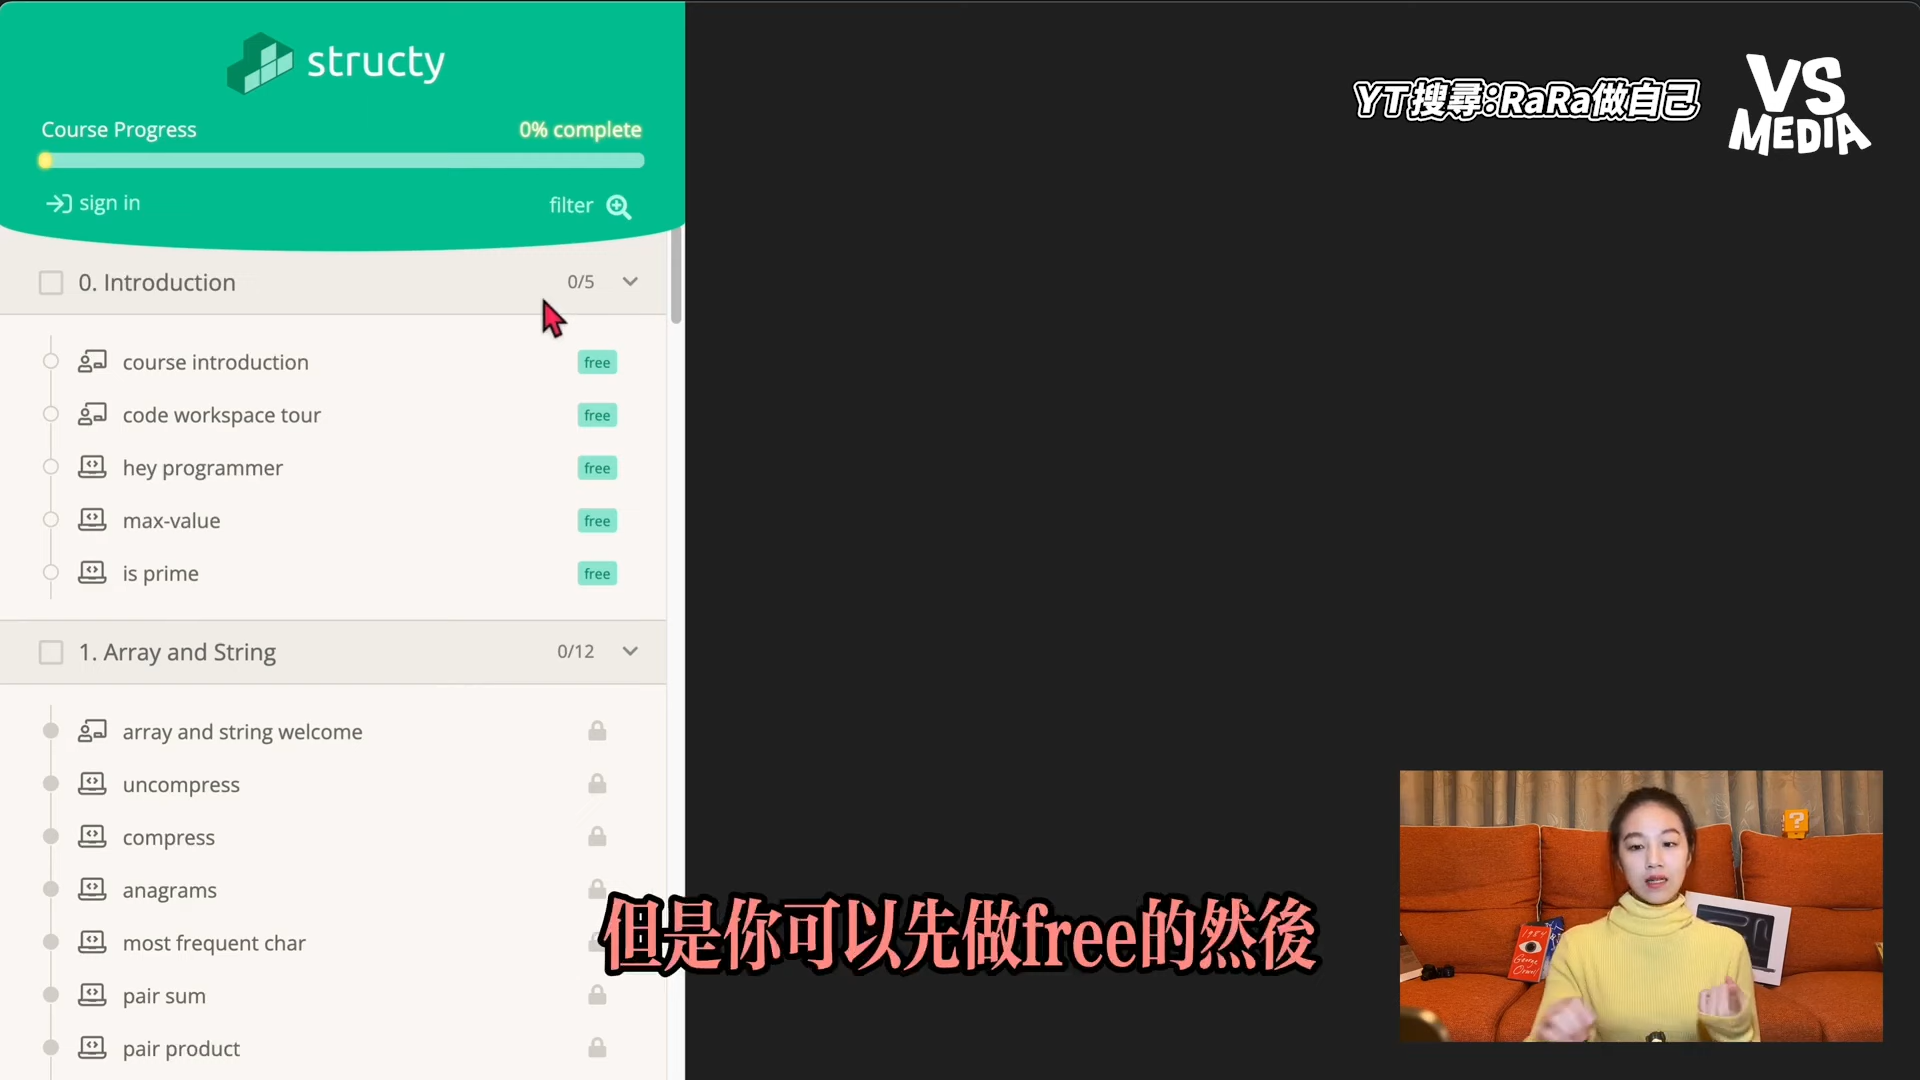 structy
Course Progress
0% complete
sign in
filter
0. Introduction
0/5
course introduction
free
code workspace tour
free
hey programmer
free
max-value
free
is prime
free
1. Array and String
0/12
array and string welcome
uncompress
compress
anagrams
most frequent char
pair sum
pair product
YT搜尋:RaRa做自己
VS
MEDIA
但是你可以先做free的然後
?
1984
George
Orwell